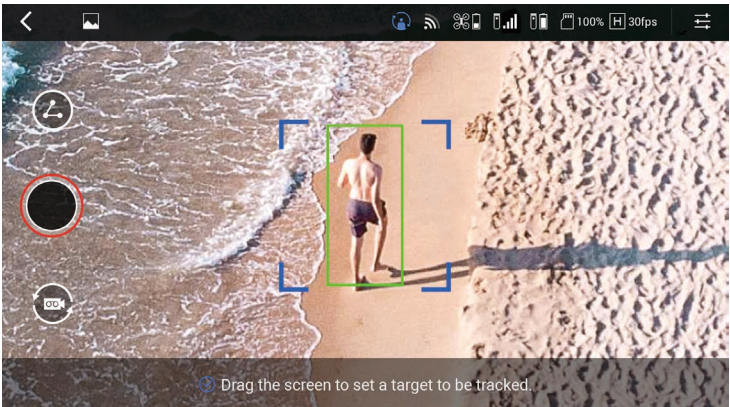 100% H 30fps
Drag the screen to set a target to be tracked.